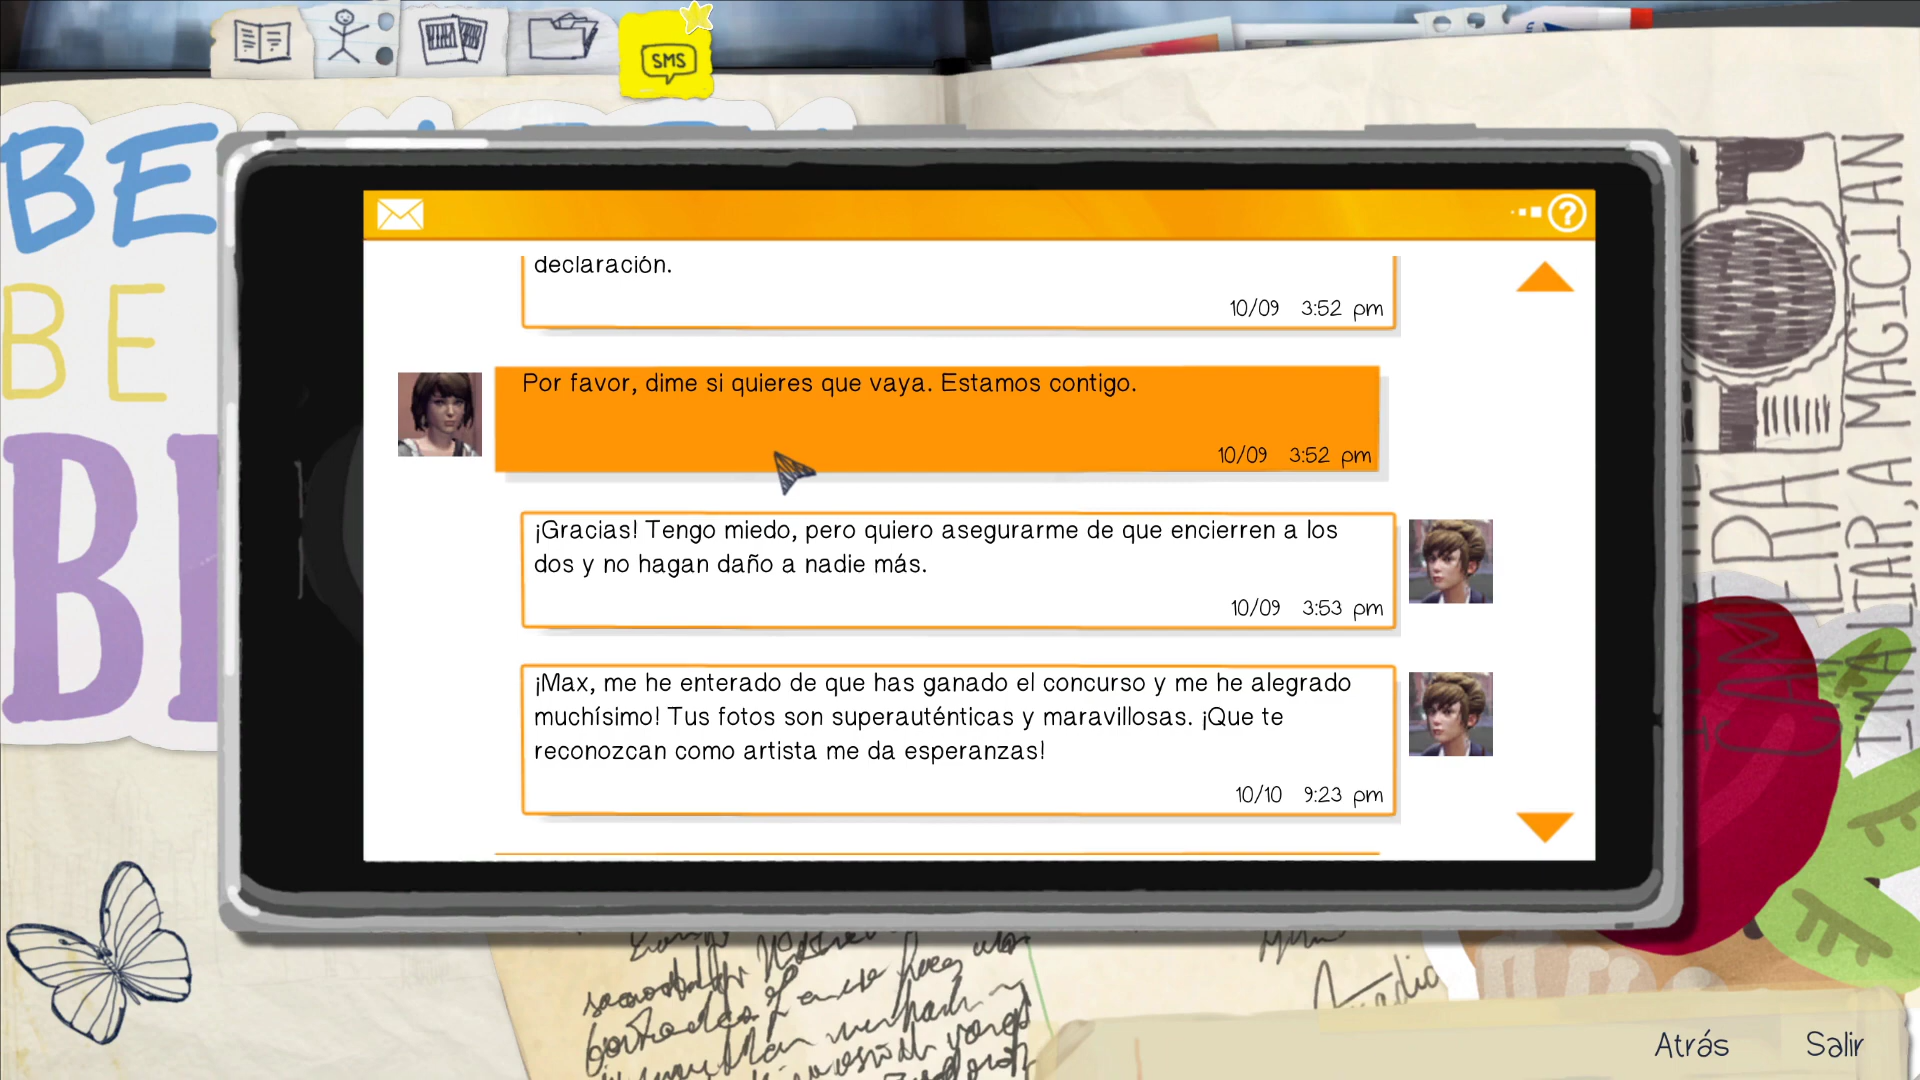 SMS
declaración.
10/09 3:52 pm
Por favor, dime si quieres que vaya. Estamos contigo.
10/09 3:52 pm
¡Gracias! Tengo miedo, pero quiero asegurarme de que encierren a los
dos y no hagan daño a nadie más.
10/09 3:53 pm
¡Max, me he enterado de que has ganado el concurso y me he alegrado
muchísimo! Tus fotos son superauténticas y maravillosas. ¡Que te
reconozcan como artista me da esperanzas!
10/10 9:23 pm
BE
BE
A MAGICIAN
Atrás Salir